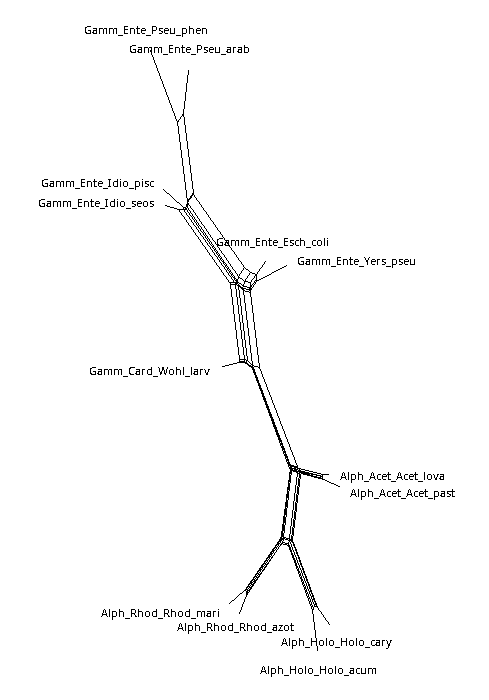 Gamm_Ente_Pseu_phen
Gamm_Ente_Pseu_arab
Gamm_Ente_Idio_pisc
Gamm_Ente_Idio_seos
Gamm_Ente_Esch_coli
Gamm_Ente_Yers_pseu
Gamm_Card_Wohl_larv
Alph_Acet_Acet_lova
Alph_Acet_Acet_past
Alph_Rhod_Rhod_mari
Alph_Rhod_Rhod_azot
Alph_Holo_Holo_cary
Alph_Holo_Holo_acum